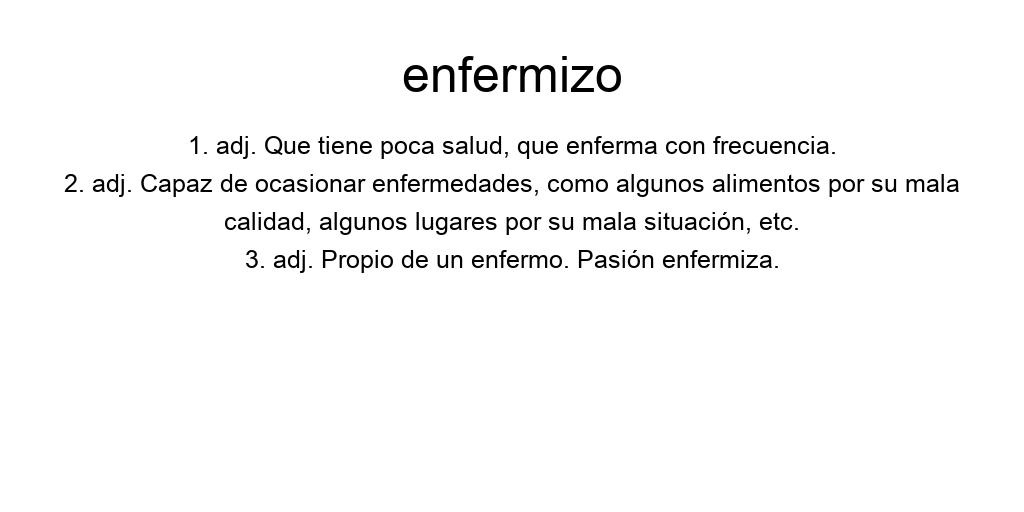 enfermizo
1. adj. Que tiene poca salud, que enferma con frecuencia.
2. adj. Capaz de ocasionar enfermedades, como algunos alimentos por su mala
calidad, algunos lugares por su mala situación, etc.
3. adj. Propio de un enfermo. Pasión enfermiza.